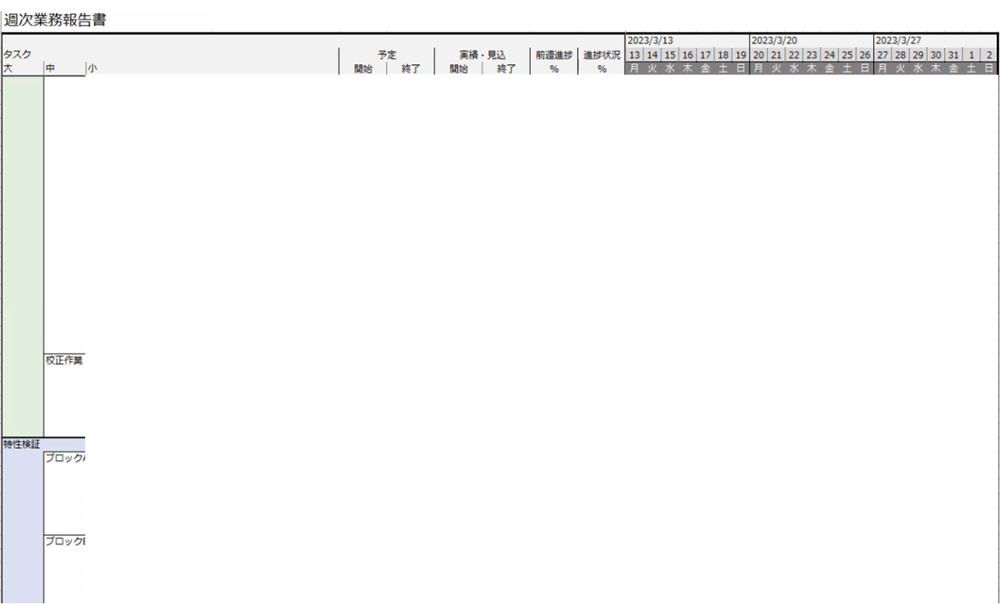 週次業務報告書
2023/3/13 2023/3/20 2023/3/27
タスク 予定 実績・見込 前週進捗 進捗状況 13 14 15 16 17 18 19 20 21 22 23 24 25 26 27 28 29 30 31 1 2
大 中 小 開始 終了 開始 終了 % % 月 火 水 木 金 土 日 月 火 水 木 金 土 日 月 火 水 木 金 土 日
校正作業
特性検証
ブロック
ブロック